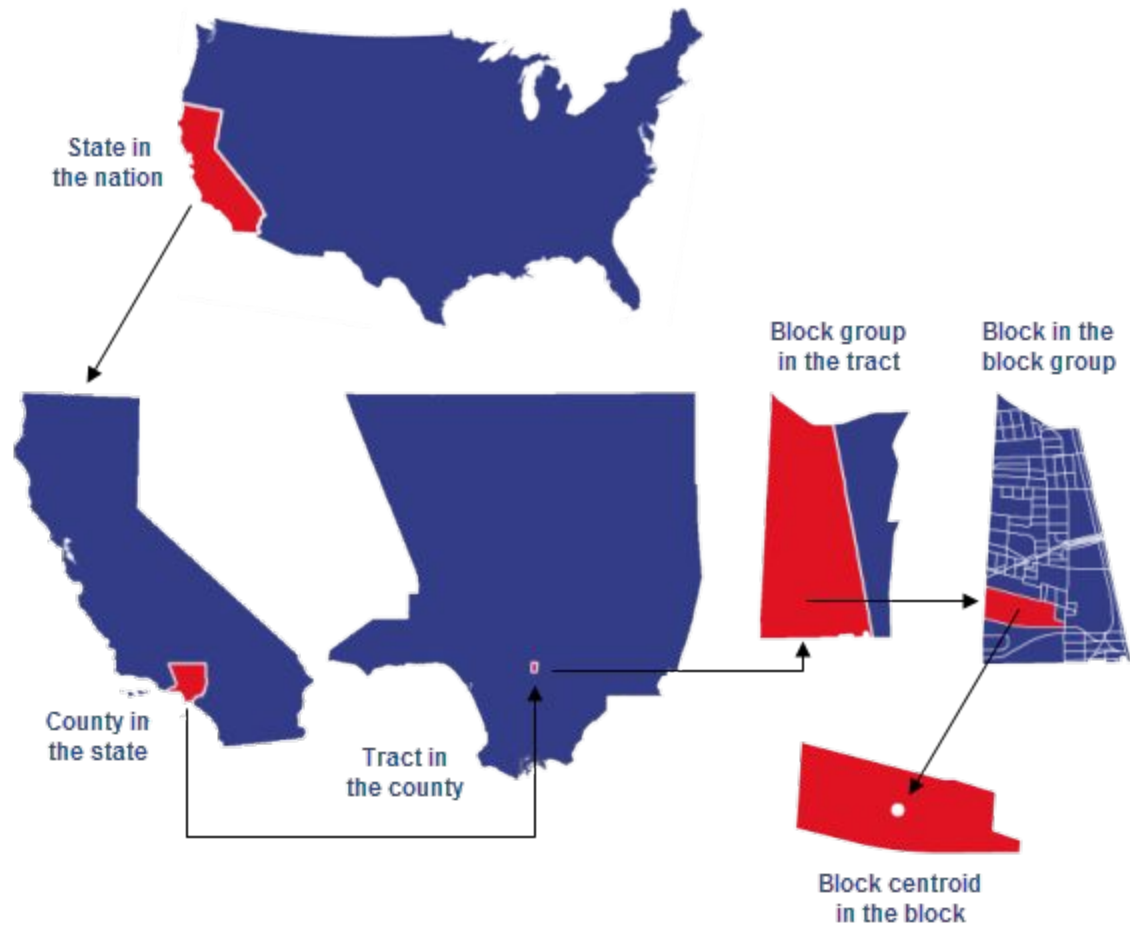 State in
the nation
Block group
in the tract
Block in the
block group
County in
the state
Tract in
the county
Block centroid
in the block